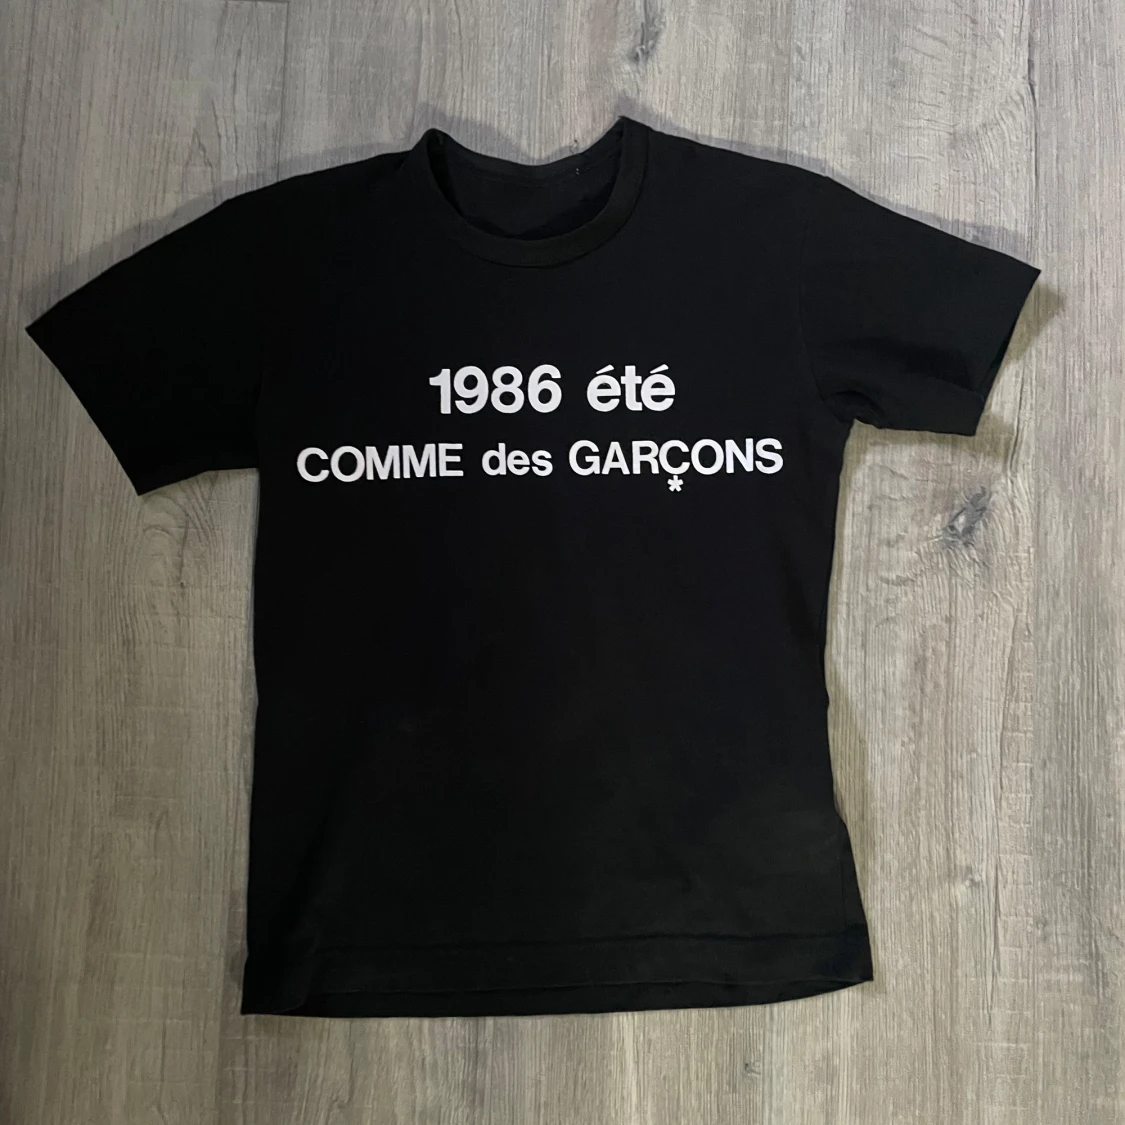 1986 été
COMME des GARÇONS
*